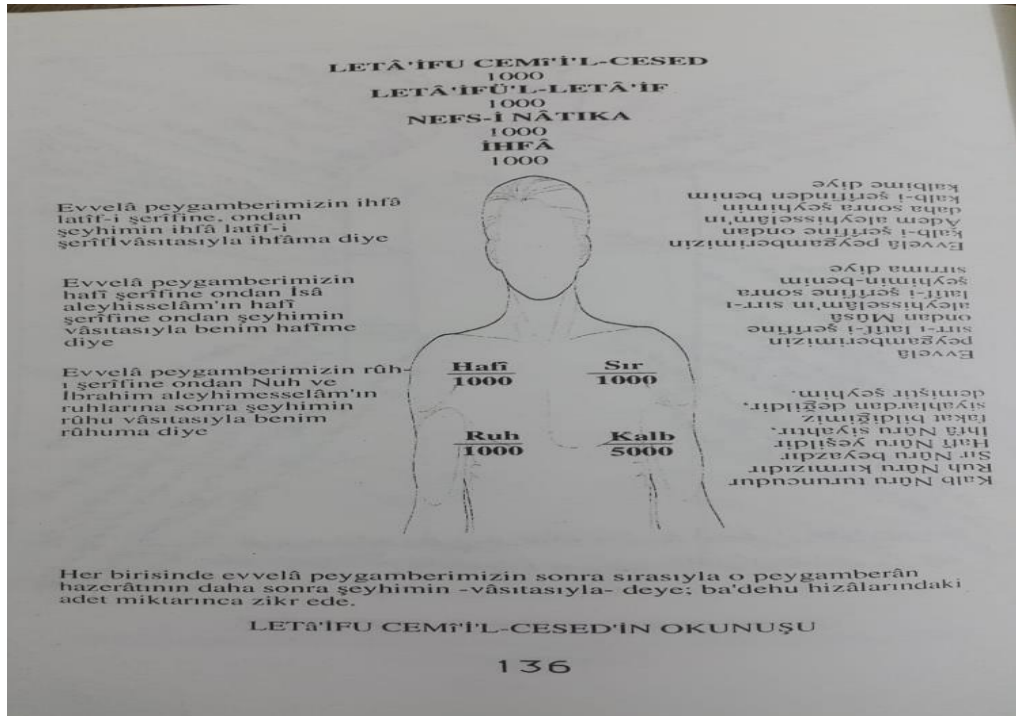 LETÂ'İFU CEMÎ'İ'L-CESED
1000
LETÂ'İFÜ'L-LETÂ'İF
1000
NEFS-İ NÂTIKA
1000
İHFÂ
1000
Evvelâ peygamberimizin ihfâ
latîf-i şerîfine, ondan
şeyhimin ihfâ latîf-i
şerîfi vâsıtasıyla ihfâma diye
Evvelâ peygamberimizin
hafî şerîfine ondan İsâ
aleyhisselâm'ın hafî
şerîfine ondan şeyhimin
vâsıtasıyla benim hafîme
diye
Evvelâ peygamberimizin rûh-
ı şerîfine ondan Nuh ve
İbrahim aleyhimesselâm'ın
ruhlarına sonra şeyhimin
rûhu vâsıtasıyla benim
rûhuma diye
Hafî
1000
Sır
1000
Ruh
1000
Kalb
5000
Evvelâ peygamberimizin
kalb-i şerîfine ondan
Âdem aleyhisselâm'ın
daha sonra şeyhimin
kalb-i şerîfinden benim
kalbime diye
Evvelâ
peygamberimizin
sırr-ı latîf-i şerîfine
ondan Mûsâ
aleyhisselâm'ın sırr-ı
latîf-i şerîfine sonra
şeyhimin-benim
sırrıma diye
Kalb Nûru turuncudur
Ruh Nûru kırmızıdır
Sır Nûru beyazdır
Hafî Nûru yeşildir
İhfâ Nûru siyahtır,
fakat bildiğimiz
siyahlardan değildir,
demiştir şeyhim.
Her birisinde evvelâ peygamberimizin sonra sırasıyla o peygamberân
hazerâtının daha sonra şeyhimin -vâsıtasıyla- deye; ba'dehu hizâlarındaki
adet miktarınca zikr ede.
LETÂ'İFU CEMÎ'İ'L-CESED'İN OKUNUŞU
136